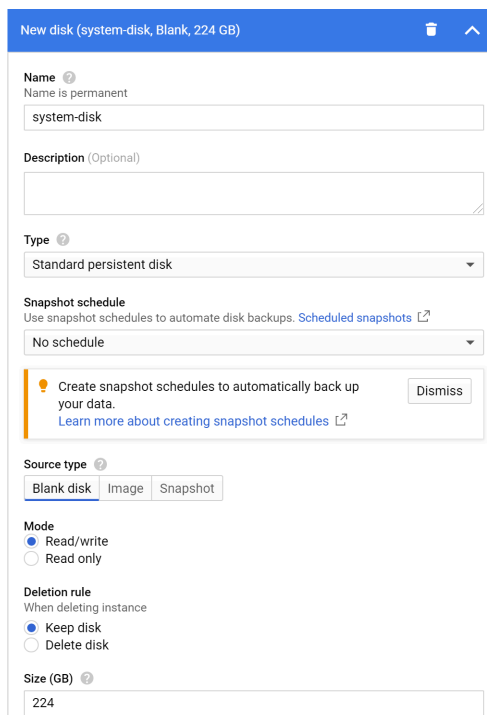 New disk (system-disk, Blank, 224 GB)
Name ?
Name is permanent
system-disk
Description (Optional)
Type ?
Standard persistent disk
Snapshot schedule
Use snapshot schedules to automate disk backups. Scheduled snapshots
No schedule
Create snapshot schedules to automatically back up
your data.
Dismiss
Learn more about creating snapshot schedules
Source type ?
Blank disk Image Snapshot
Mode
Read/write
Read only
Deletion rule
When deleting instance
Keep disk
Delete disk
Size (GB) ?
224